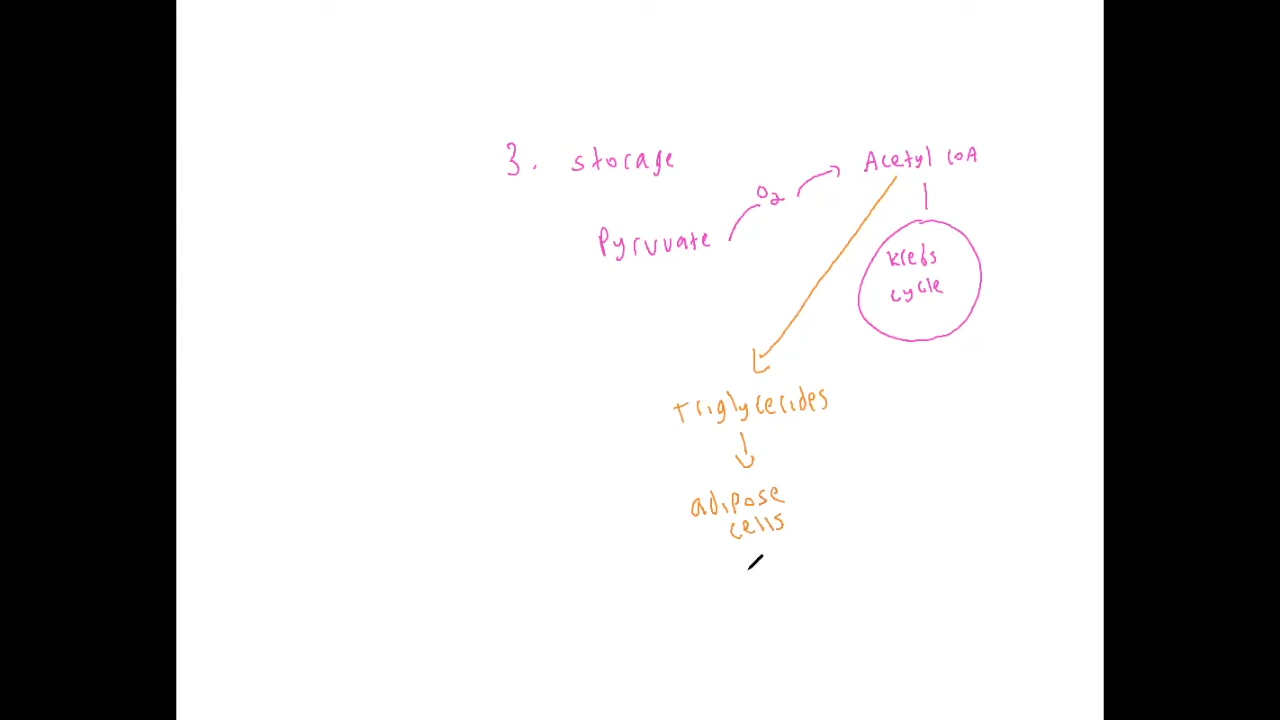 3. storage
Acetyl COA
O2
Pyruvate
Krebs
cycle
triglycerides
adipose
cells